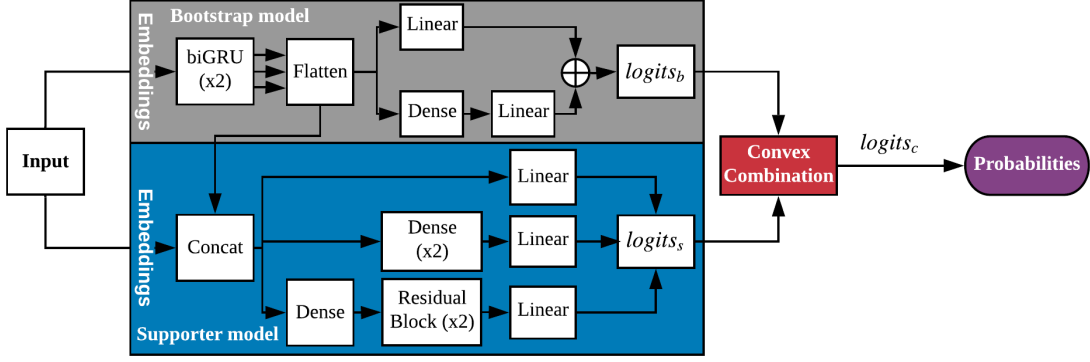 Bootstrap model
Embeddings
biGRU
(x2)
Flatten
Linear
Dense
Linear
logits_b
Input
Convex
Combination
logits_c
Probabilities
Embeddings
Concat
Linear
Dense
(x2)
Linear
logits_s
Dense
Residual
Block (x2)
Linear
Supporter model